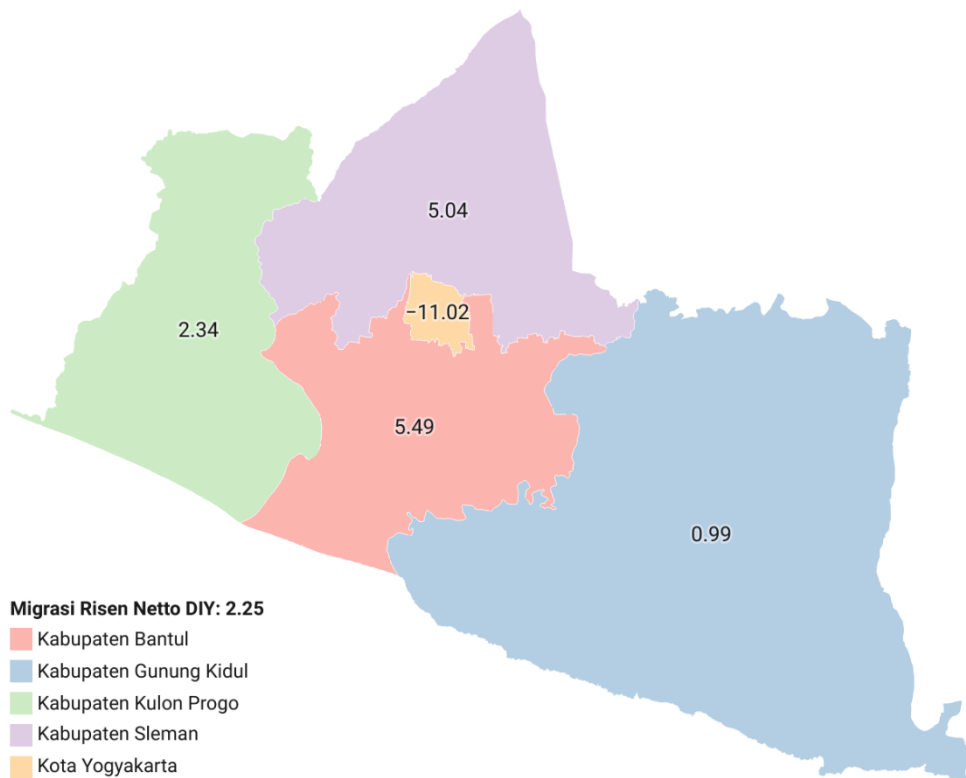 5.04
−11.02
2.34
5.49
0.99
Migrasi Risen Netto DIY: 2.25
Kabupaten Bantul
Kabupaten Gunung Kidul
Kabupaten Kulon Progo
Kabupaten Sleman
Kota Yogyakarta